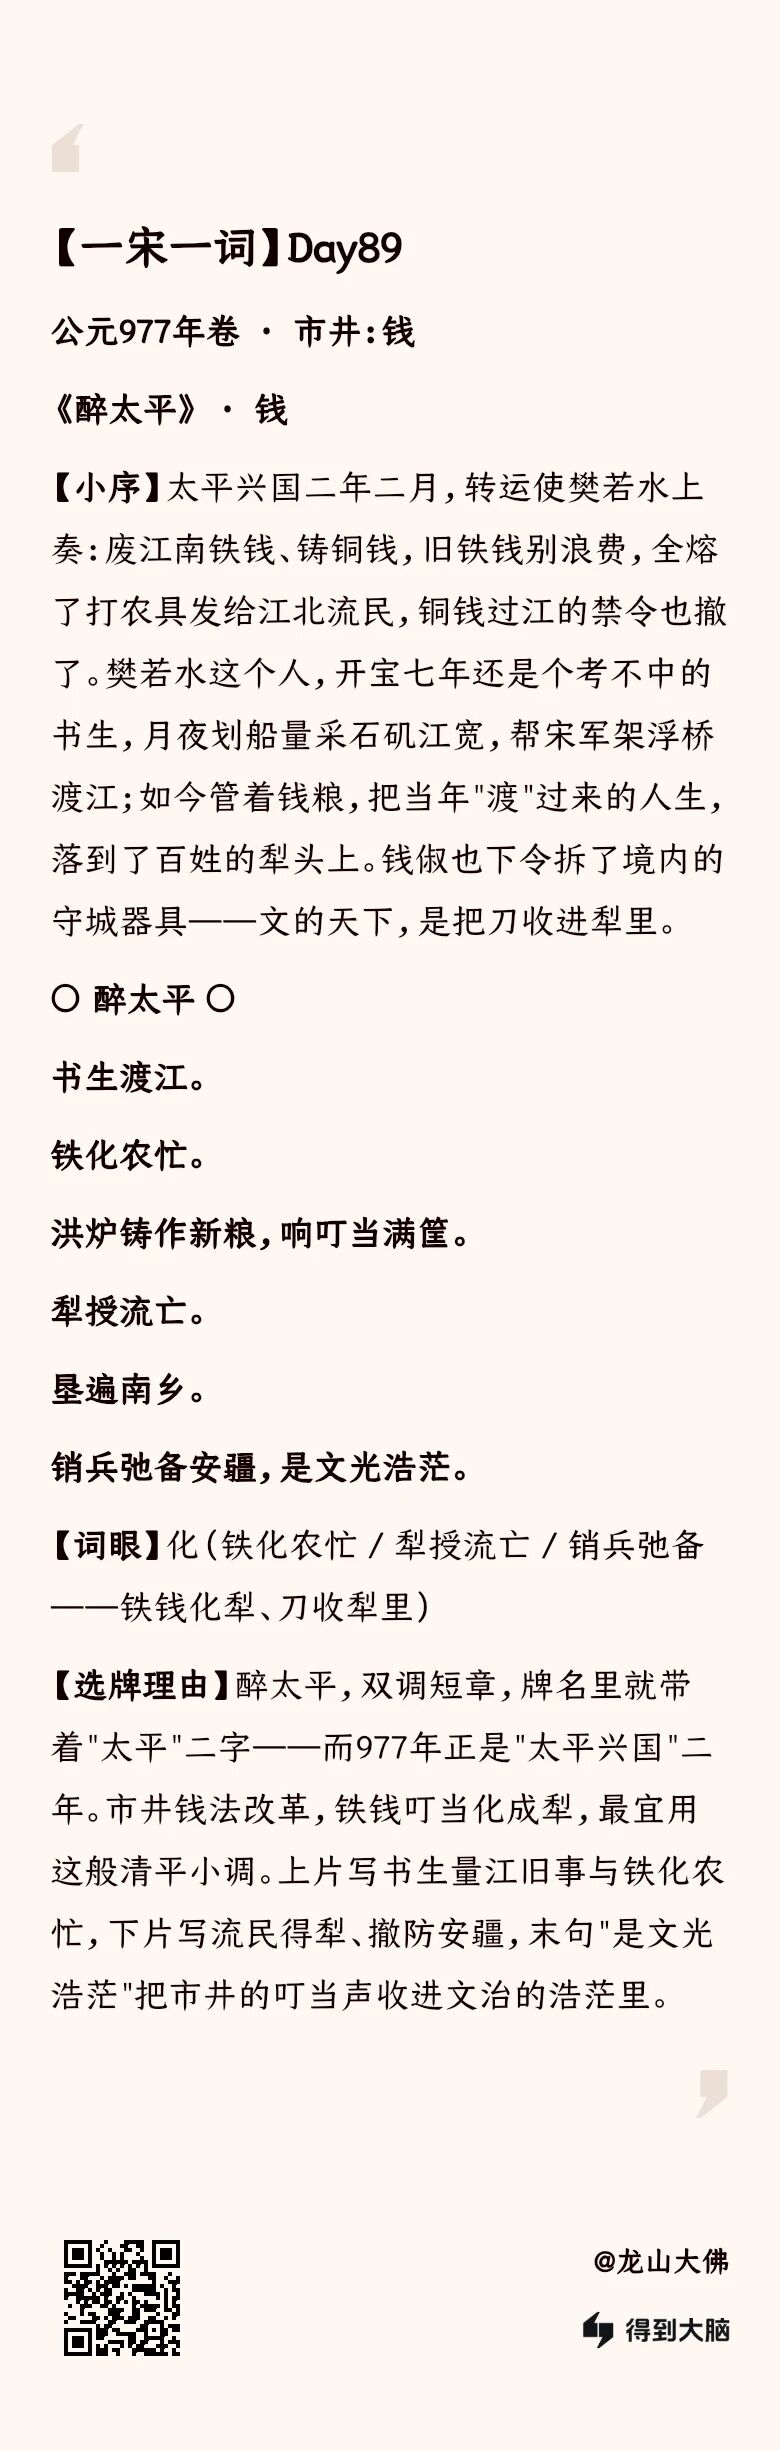 【一宋一词】Day89
公元977年卷 · 市井:钱
《醉太平》 · 钱
【小序】太平兴国二年二月,转运使樊若水上
奏:废江南铁钱、铸铜钱,旧铁钱别浪费,全熔
了打农具发给江北流民,铜钱过江的禁令也撤
了。樊若水这个人,开宝七年还是个考不中的
书生,月夜划船量采石矶江宽,帮宋军架浮桥
渡江;如今管着钱粮,把当年"渡"过来的人生,
落到了百姓的犁头上。钱俶也下令拆了境内的
守城器具——文的天下,是把刀收进犁里。
〇 醉太平 〇
书生渡江。
铁化农忙。
洪炉铸作新粮,响叮当满筐。
犁授流亡。
垦遍南乡。
销兵弛备安疆,是文光浩茫。
【词眼】化(铁化农忙 / 犁授流亡 / 销兵弛备
——铁钱化犁、刀收犁里)
【选牌理由】醉太平,双调短章,牌名里就带
着"太平"二字——而977年正是"太平兴国"二
年。市井钱法改革,铁钱叮当化成犁,最宜用
这般清平小调。上片写书生量江旧事与铁化农
忙,下片写流民得犁、撤防安疆,末句"是文光
浩茫"把市井的叮当声收进文治的浩茫里。
@龙山大佛
得到大脑